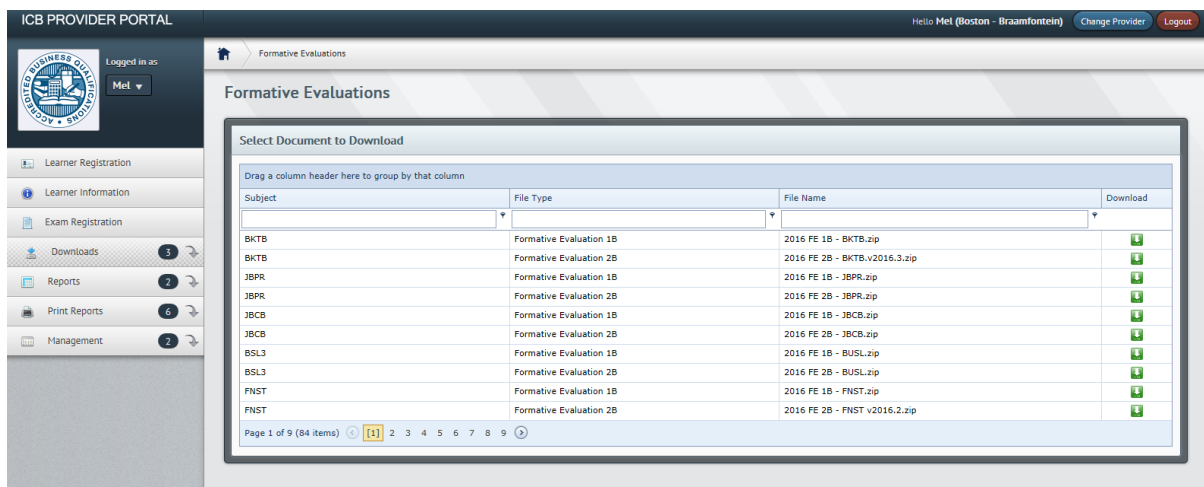 ICB PROVIDER PORTAL
Hello Mel (Boston - Braamfontein) Change Provider Logout
ACCREDITED BUSINESS QUALIFICATIONS
Logged in as
Mel
Learner Registration
Learner Information
Exam Registration
Downloads 3
Reports 2
Print Reports 6
Management 2
Formative Evaluations
Formative Evaluations
Select Document to Download
Drag a column header here to group by that column
Subject File Type File Name Download
BKTB Formative Evaluation 1B 2016 FE 1B - BKTB.zip
BKTB Formative Evaluation 2B 2016 FE 2B - BKTB.v2016.3.zip
JBPR Formative Evaluation 1B 2016 FE 1B - JBPR.zip
JBPR Formative Evaluation 2B 2016 FE 2B - JBPR.zip
JBCB Formative Evaluation 1B 2016 FE 1B - JBCB.zip
JBCB Formative Evaluation 2B 2016 FE 2B - JBCB.zip
BSL3 Formative Evaluation 1B 2016 FE 1B - BUSL.zip
BSL3 Formative Evaluation 2B 2016 FE 2B - BUSL.zip
FNST Formative Evaluation 1B 2016 FE 1B - FNST.zip
FNST Formative Evaluation 2B 2016 FE 2B - FNST v2016.2.zip
Page 1 of 9 (84 items) [1] 2 3 4 5 6 7 8 9